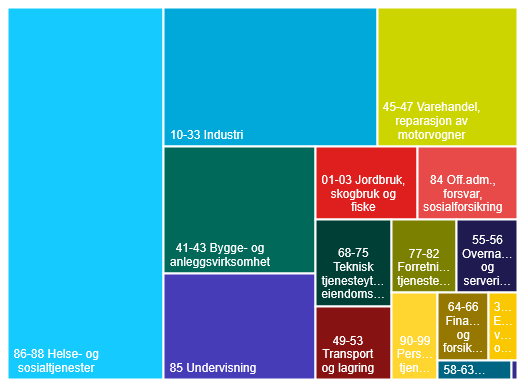 86-88 Helse- og
sosialtjenester
10-33 Industri
45-47 Varehandel,
reparasjon av
motorvogner
41-43 Bygge- og
anleggsvirksomhet
85 Undervisning
01-03 Jordbruk,
skogbruk og
fiske
84 Off.adm.,
forsvar,
sosialforsikring
68-75
Teknisk
tjenesteyt...
eiendoms...
77-82
Forretni...
tjeneste...
55-56
Overna...
og
serveri...
49-53
Transport
og lagring
90-99
Pers...
tjen...
64-66
Fina...
og
forsik...
3...
E...
v...
o...
58-63...